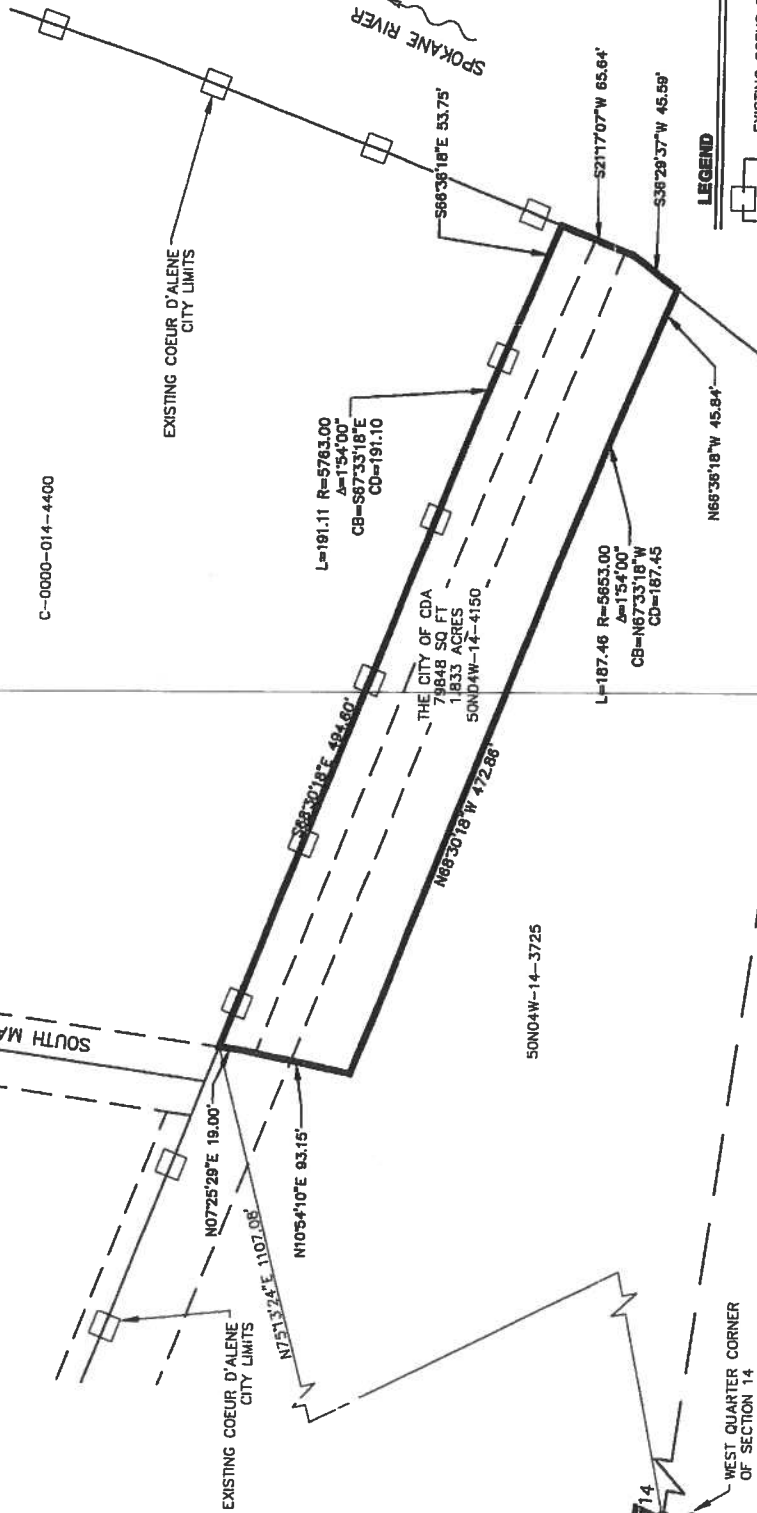 C-0000-014-4400
SPOKANE RIVER
EXISTING COEUR D'ALENE
CITY LIMITS
S66°36'18"E 53.75'
S21°17'07"W 65.64'
S36°29'37"W 45.59'
LEGEND
L=191.11 R=5763.00
Δ=1°54'00"
CB=S67°33'18"E
CD=191.10
N66°36'18"W 45.84'
S68°30'18"E 494.60'
THE CITY OF CDA
79848 SQ FT
1.833 ACRES
50N04W-14-4150
L=187.46 R=5653.00
Δ=1°54'00"
CB=N67°33'18"W
CD=187.45
N68°30'18"W 472.86'
SOUTH
N07°25'29"E 19.00'
N10°54'10"E 93.15'
50N04W-14-3725
N75°13'24"E 1107.08'
EXISTING COEUR D'ALENE
CITY LIMITS
14
WEST QUARTER CORNER
OF SECTION 14